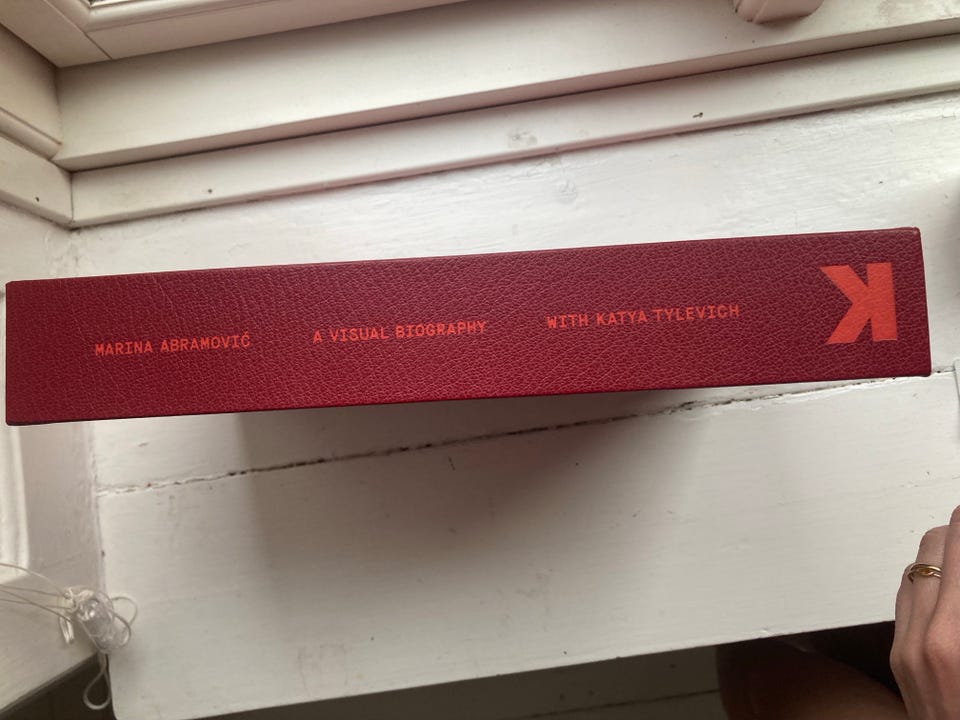 MARINA ABRAMOVIĆ A VISUAL BIOGRAPHY WITH KATYA TYLEVICH K